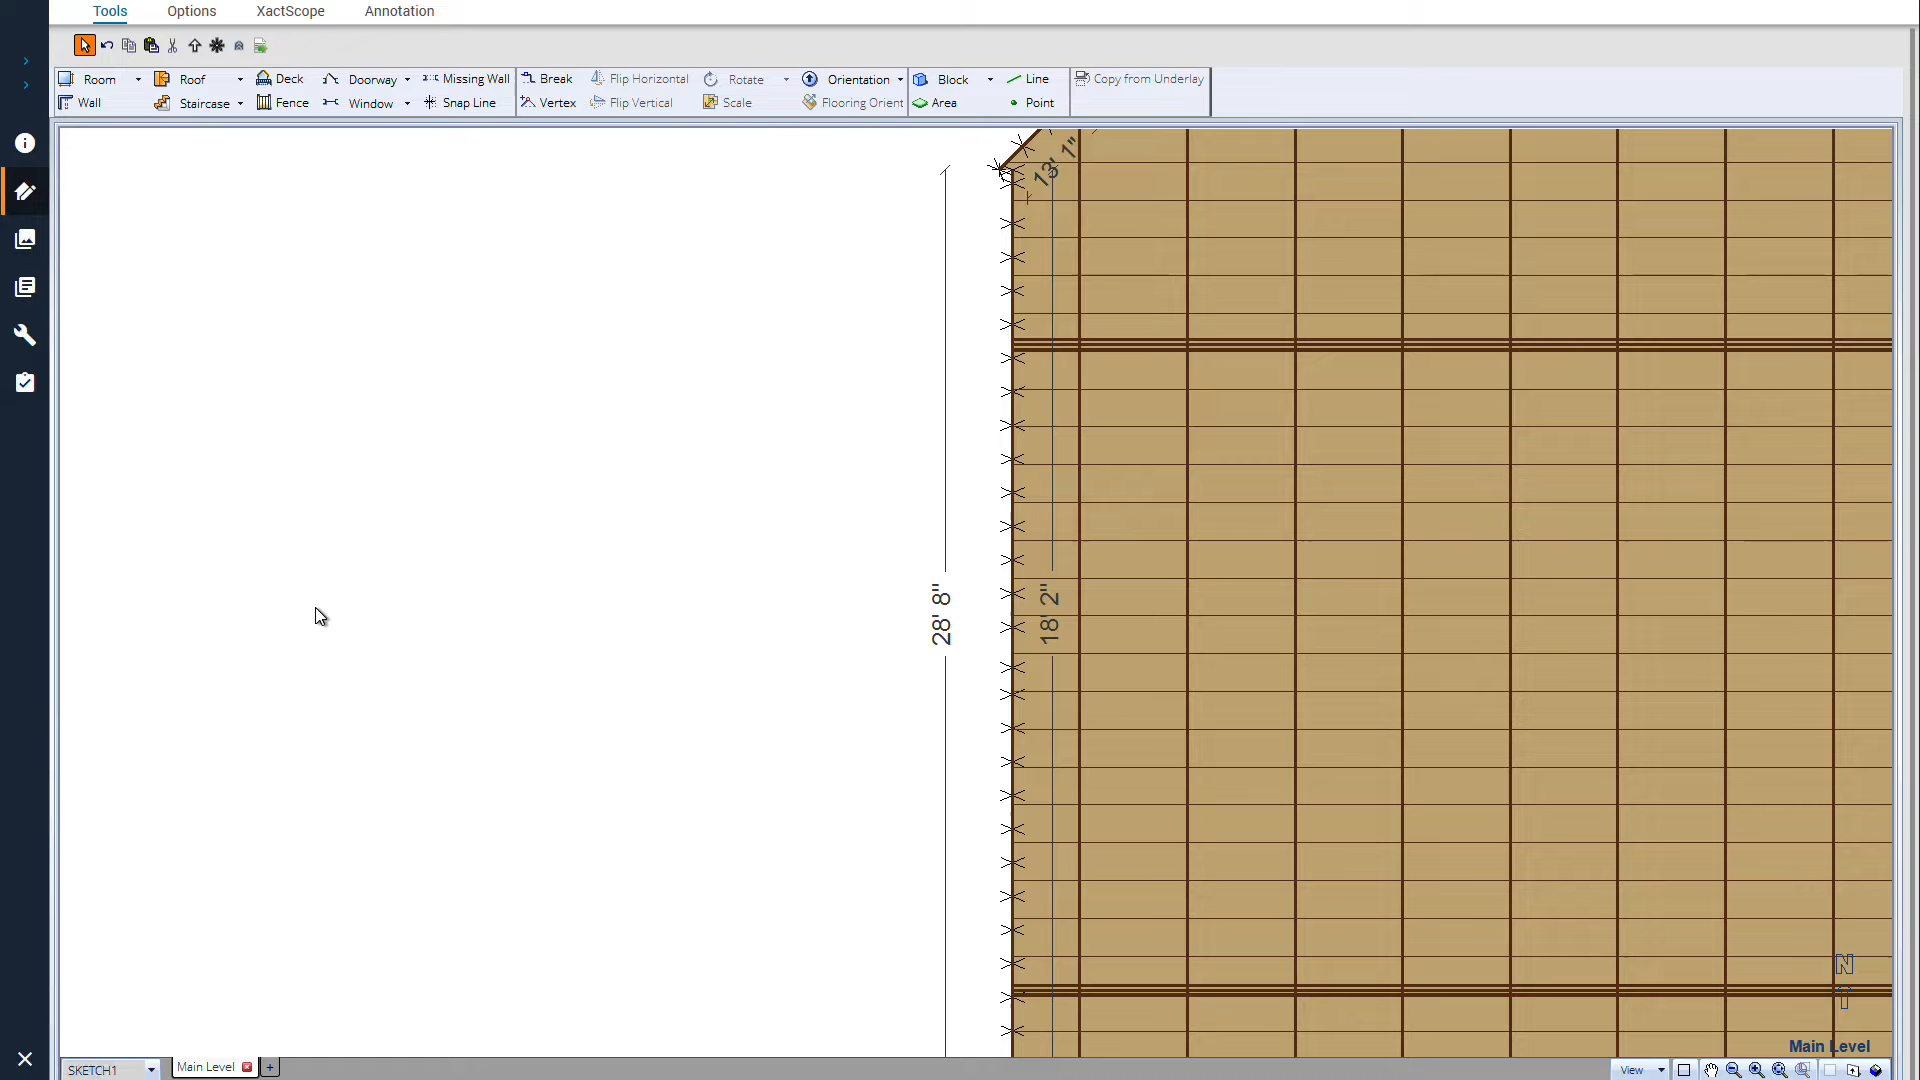 Tools Options XactScope Annotation
Room Roof Deck Doorway Missing Wall Break Flip Horizontal Rotate Orientation Block Line Copy from Underlay
Wall Staircase Fence Window Snap Line Vertex Flip Vertical Scale Flooring Orient Area Point
13' 1"
28' 8"
18' 2"
N
Main Level
SKETCH1 Main Level + View